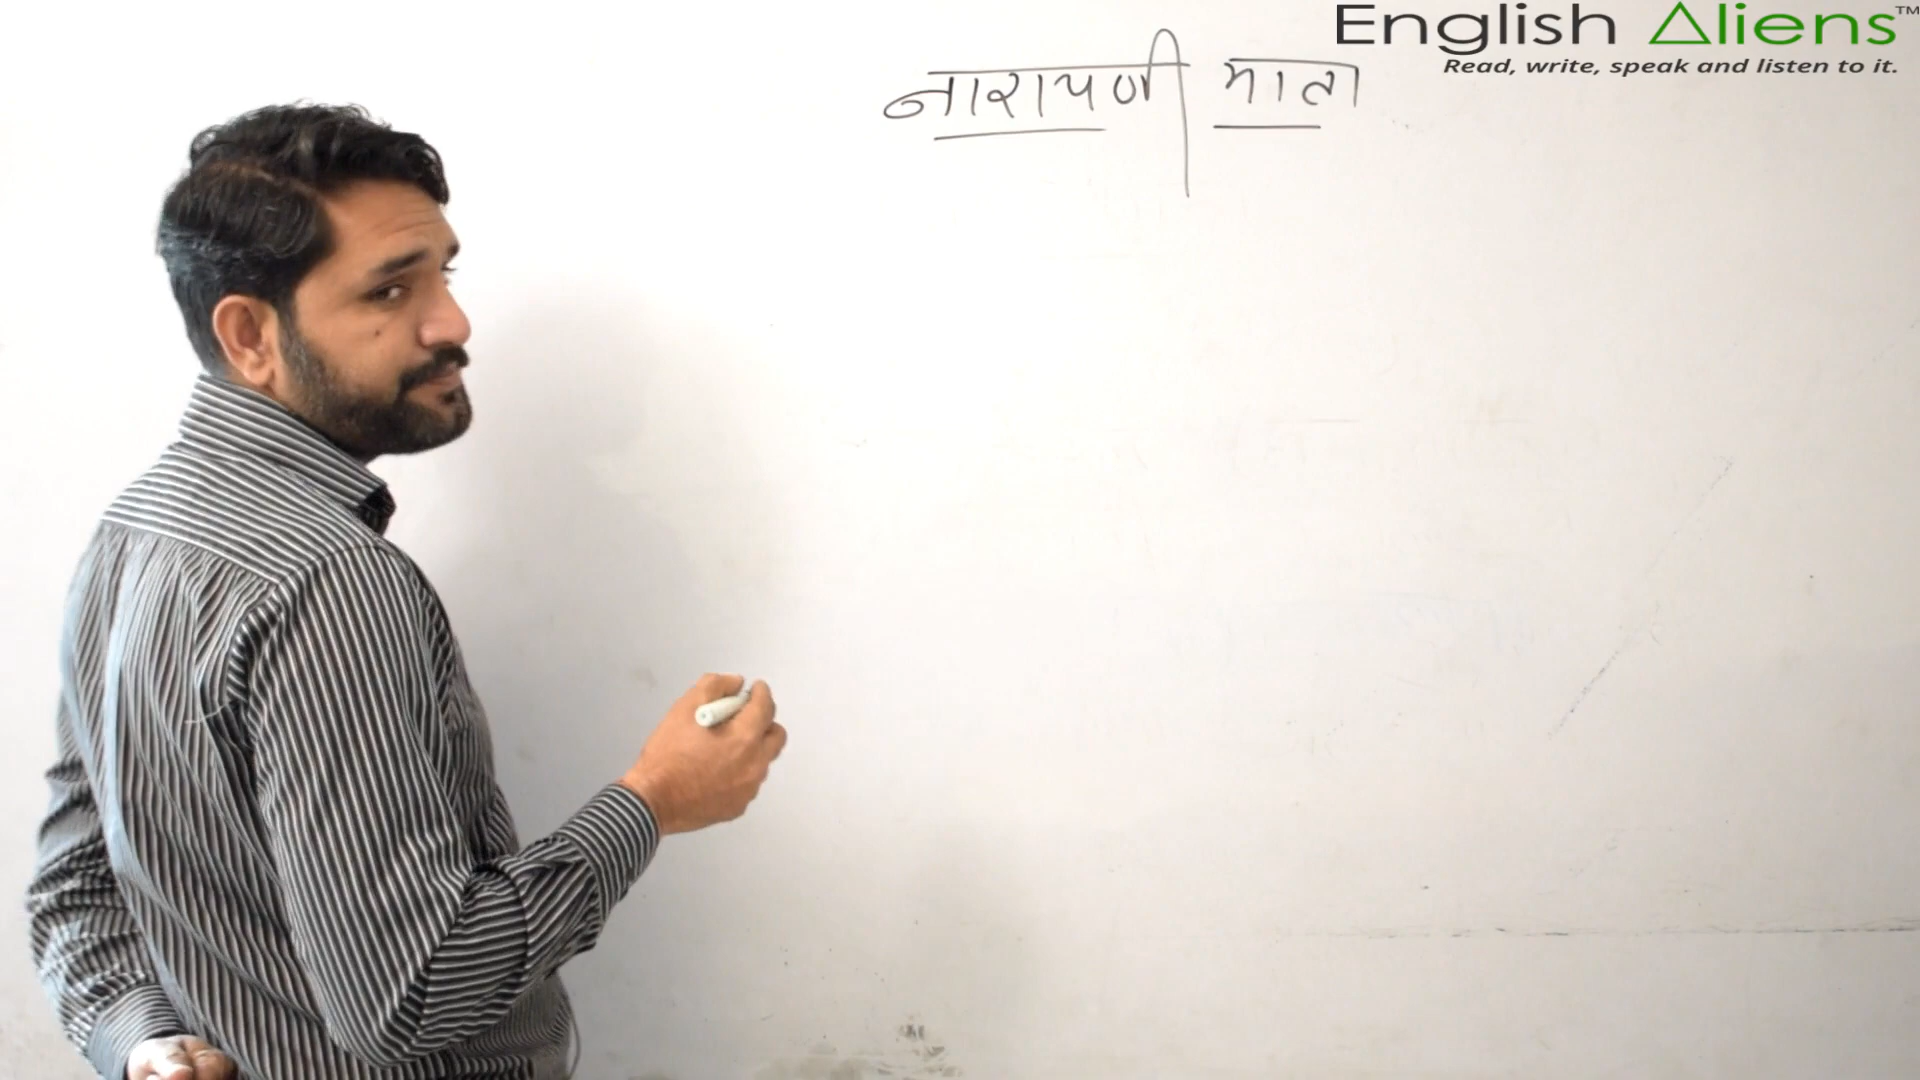 English Aliens™
Read, write, speak and listen to it.
नारायणी माता